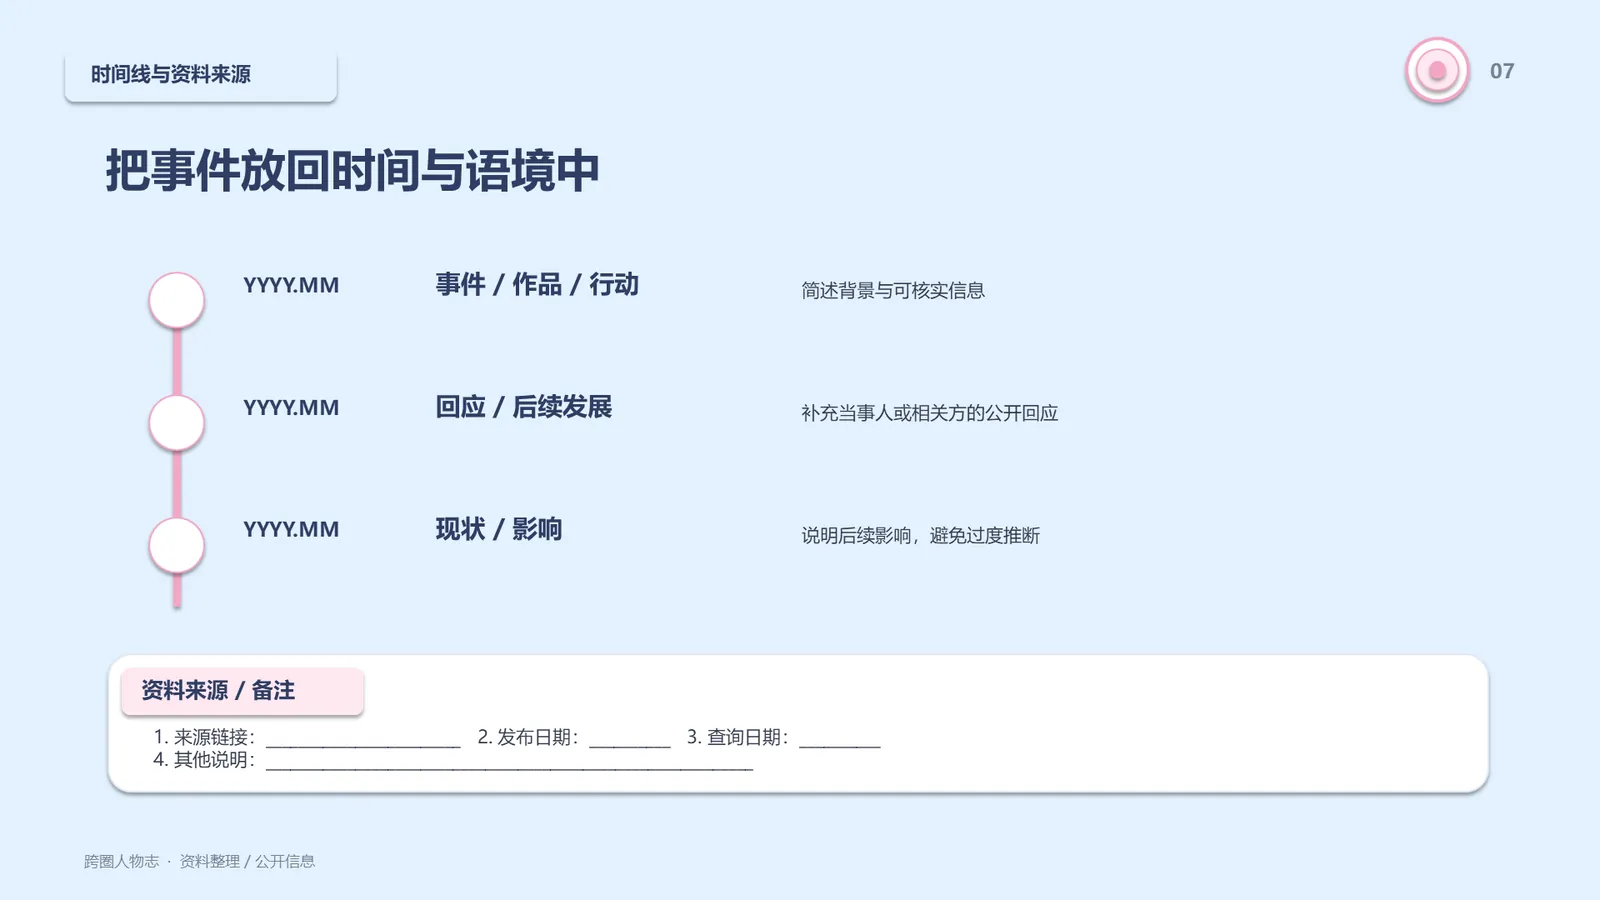 时间线与资料来源
07
把事件放回时间与语境中
YYYY.MM 事件 / 作品 / 行动 简述背景与可核实信息
YYYY.MM 回应 / 后续发展 补充当事人或相关方的公开回应
YYYY.MM 现状 / 影响 说明后续影响，避免过度推断
资料来源 / 备注
1. 来源链接：________________________ 2. 发布日期：__________ 3. 查询日期：__________
4. 其他说明：____________________________________________________________
跨圈人物志 · 资料整理 / 公开信息